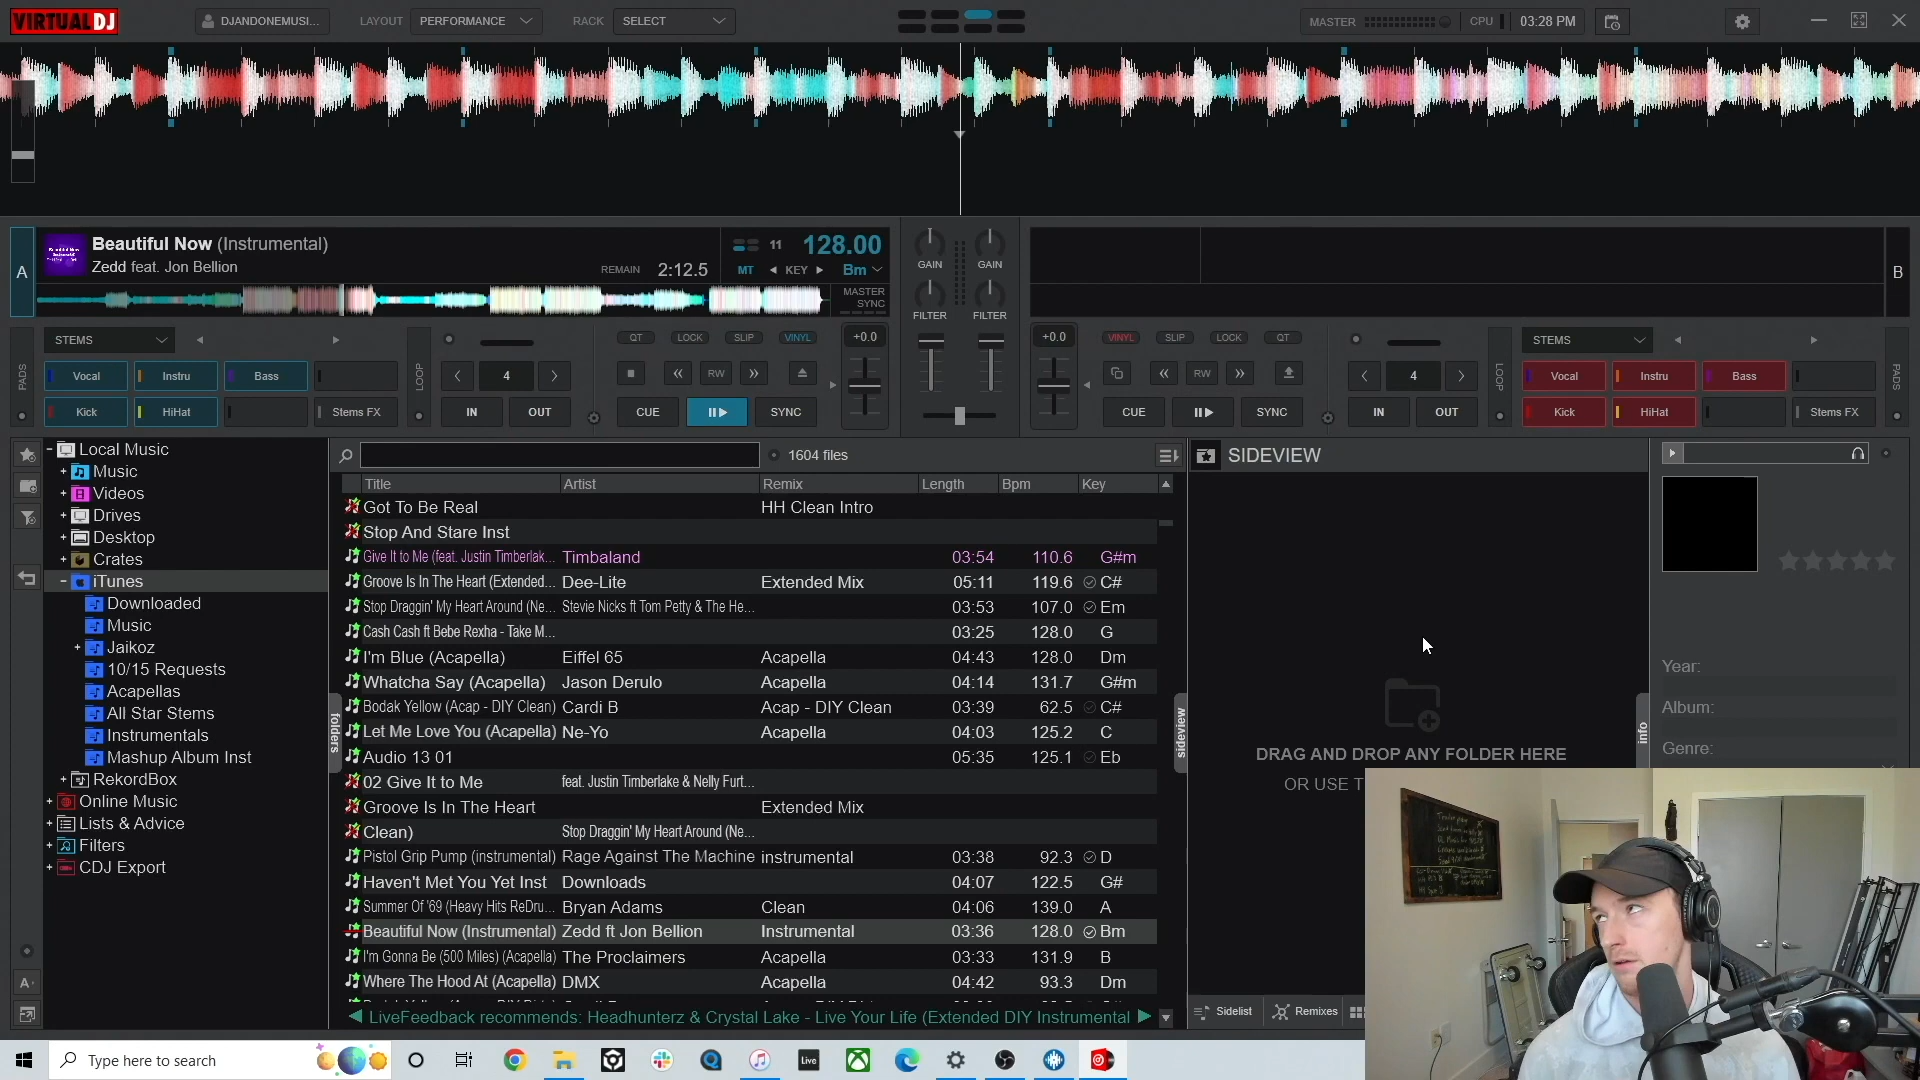 VIRTUALDJ
DJANDONEMUSI...
LAYOUT
PERFORMANCE
RACK
SELECT
MASTER
CPU
03:28 PM
A
Beautiful Now (Instrumental)
Zedd feat. Jon Bellion
REMAIN 2:12.5
11
128.00
MT
KEY
Bm
MASTER
SYNC
GAIN
GAIN
FILTER
FILTER
B
PADS
STEMS
Vocal
Instru
Bass
Kick
HiHat
Stems FX
LOOP
4
IN
OUT
QT
LOCK
SLIP
VINYL
RW
CUE
SYNC
+0.0
+0.0
VINYL
SLIP
LOCK
QT
RW
CUE
SYNC
4
IN
OUT
LOOP
STEMS
Vocal
Instru
Bass
Kick
HiHat
Stems FX
PADS
Local Music
Music
Videos
Drives
Desktop
Crates
iTunes
Downloaded
Music
Jaikoz
10/15 Requests
Acapellas
All Star Stems
Instrumentals
Mashup Album Inst
RekordBox
Online Music
Lists & Advice
Filters
CDJ Export
folders
1604 files
Title Artist Remix Length Bpm Key
Got To Be Real HH Clean Intro
Stop And Stare Inst
Give It to Me (feat. Justin Timberlak... Timbaland 03:54 110.6 G#m
Groove Is In The Heart (Extended... Dee-Lite Extended Mix 05:11 119.6 C#
Stop Draggin' My Heart Around (Ne... Stevie Nicks ft Tom Petty & The He... 03:53 107.0 Em
Cash Cash ft Bebe Rexha - Take M... 03:25 128.0 G
I'm Blue (Acapella) Eiffel 65 Acapella 04:43 128.0 Dm
Whatcha Say (Acapella) Jason Derulo Acapella 04:14 131.7 G#m
Bodak Yellow (Acap - DIY Clean) Cardi B Acap - DIY Clean 03:39 62.5 C#
Let Me Love You (Acapella) Ne-Yo Acapella 04:03 125.2 C
Audio 13 01 05:35 125.1 Eb
02 Give It to Me feat. Justin Timberlake & Nelly Furt...
Groove Is In The Heart Extended Mix
Clean) Stop Draggin' My Heart Around (Ne...
Pistol Grip Pump (instrumental) Rage Against The Machine instrumental 03:38 92.3 D
Haven't Met You Yet Inst Downloads 04:07 122.5 G#
Summer Of '69 (Heavy Hits ReDru... Bryan Adams Clean 04:06 139.0 A
Beautiful Now (Instrumental) Zedd ft Jon Bellion Instrumental 03:36 128.0 Bm
I'm Gonna Be (500 Miles) (Acapella) The Proclaimers Acapella 03:33 131.9 B
Where The Hood At (Acapella) DMX Acapella 04:42 93.3 Dm
LiveFeedback recommends: Headhunterz & Crystal Lake - Live Your Life (Extended DIY Instrumental
sideview
SIDEVIEW
DRAG AND DROP ANY FOLDER HERE
OR USE T
Sidelist
Remixes
info
Year:
Album:
Genre:
Type here to search
Live